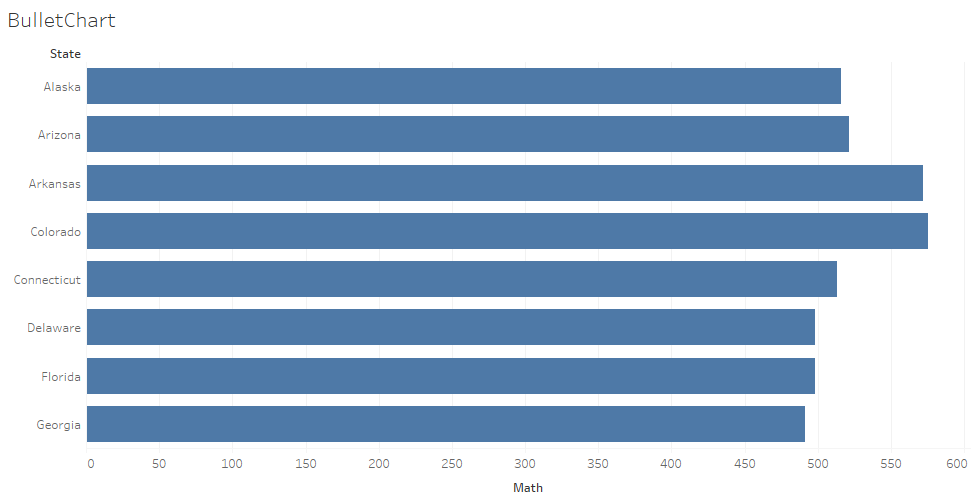 BulletChart
State
Alaska
Arizona
Arkansas
Colorado
Connecticut
Delaware
Florida
Georgia
0 50 100 150 200 250 300 350 400 450 500 550 600
Math